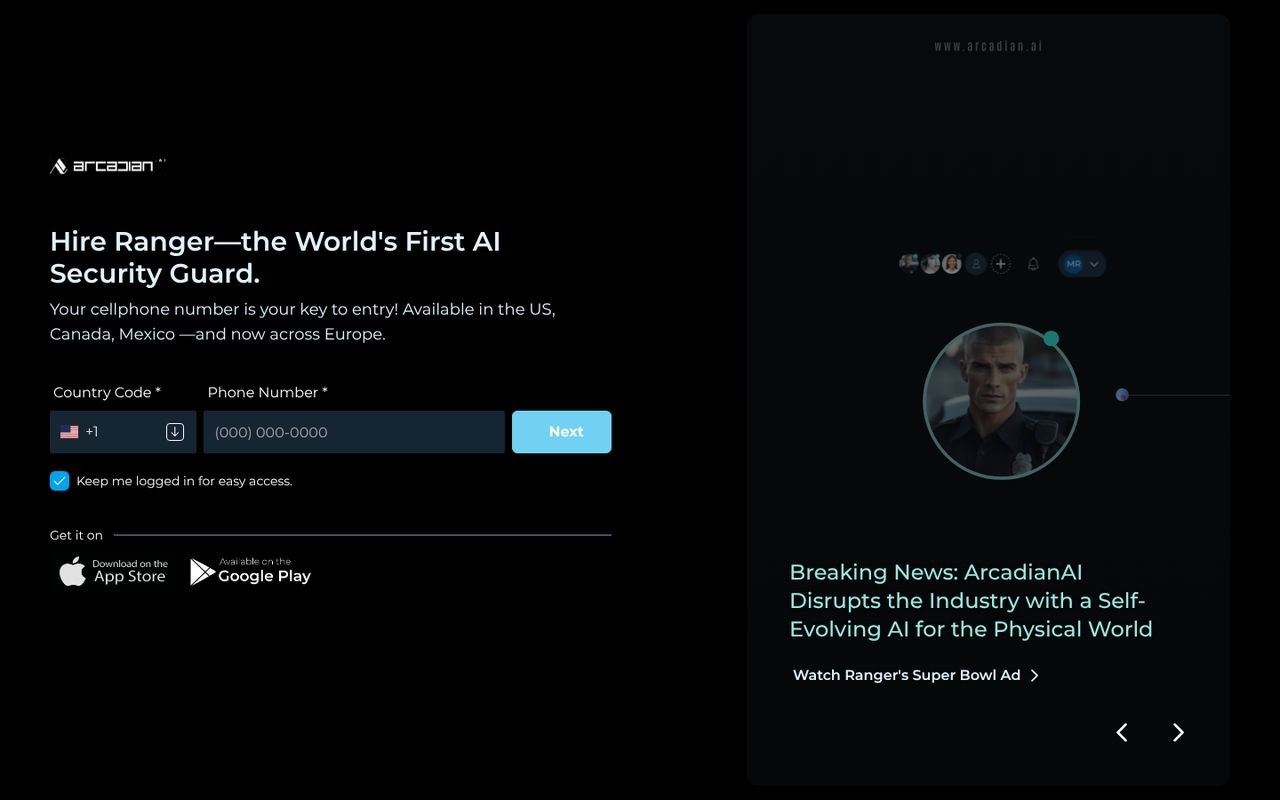 arcadian AI
Hire Ranger—the World's First AI
Security Guard.
Your cellphone number is your key to entry! Available in the US,
Canada, Mexico —and now across Europe.
Country Code *
Phone Number *
+1
(000) 000-0000
Next
Keep me logged in for easy access.
Get it on
Download on the
App Store
Available on the
Google Play
www.arcadian.ai
MR
Breaking News: ArcadianAI
Disrupts the Industry with a Self-
Evolving AI for the Physical World
Watch Ranger's Super Bowl Ad